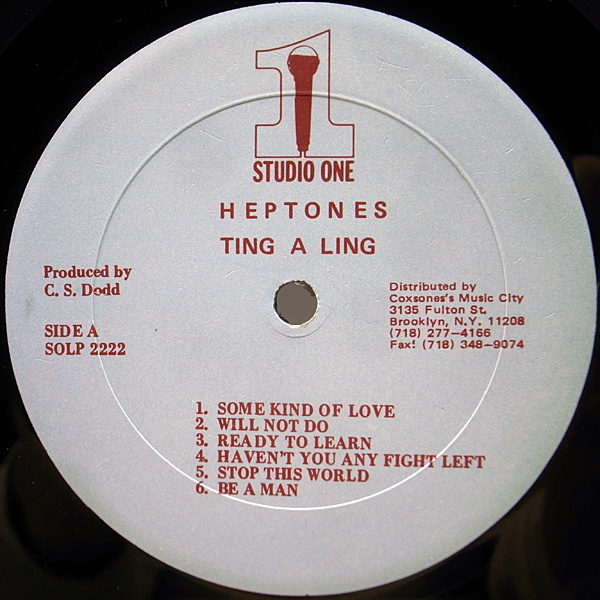 1
STUDIO ONE
HEPTONES
TING A LING
Produced by
C. S. Dodd
SIDE A
SOLP 2222
Distributed by
Coxsones's Music City
3135 Fulton St.
Brooklyn, N.Y. 11208
(718) 277-4166
Fax! (718) 348-9074
1. SOME KIND OF LOVE
2. WILL NOT DO
3. READY TO LEARN
4. HAVEN'T YOU ANY FIGHT LEFT
5. STOP THIS WORLD
6. BE A MAN